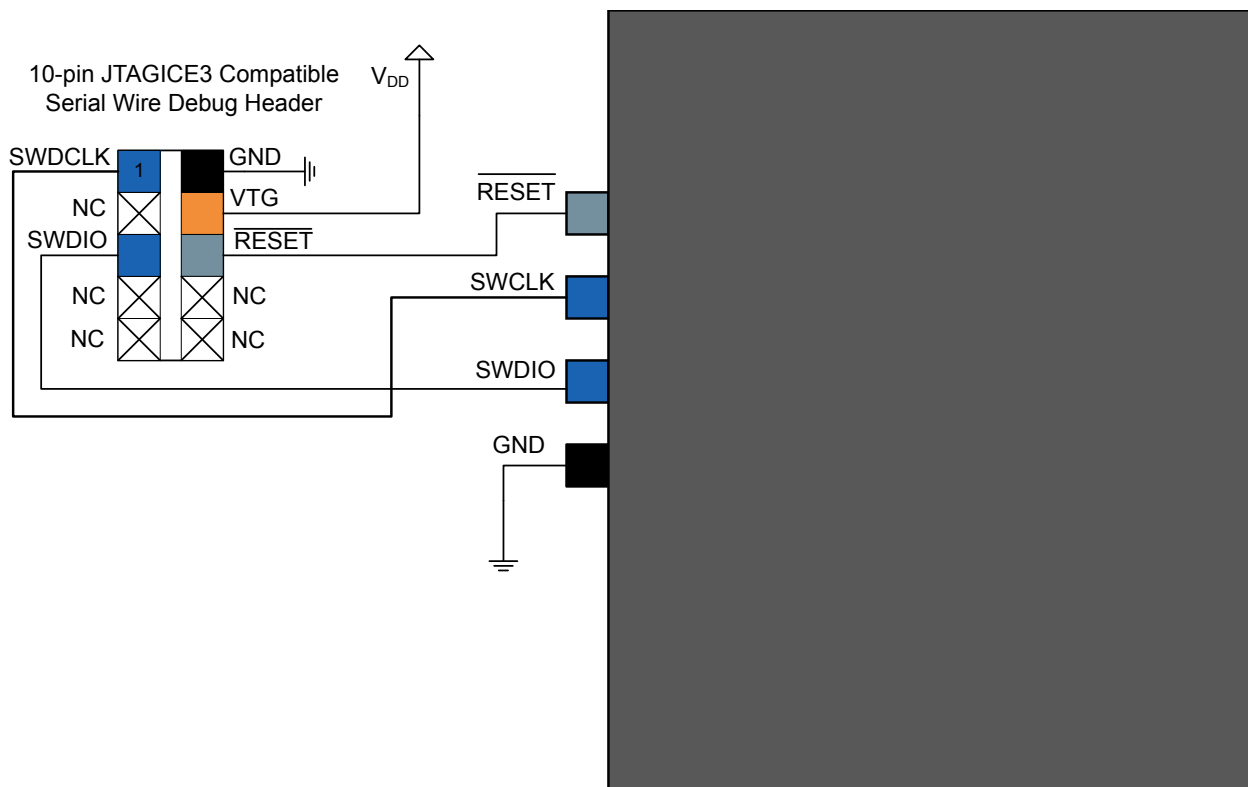 10-pin JTAGICE3 Compatible
Serial Wire Debug Header
VDD
SWDCLK
1
GND
NC
VTG
SWDIO
RESET
NC
NC
NC
NC
RESET
SWCLK
SWDIO
GND